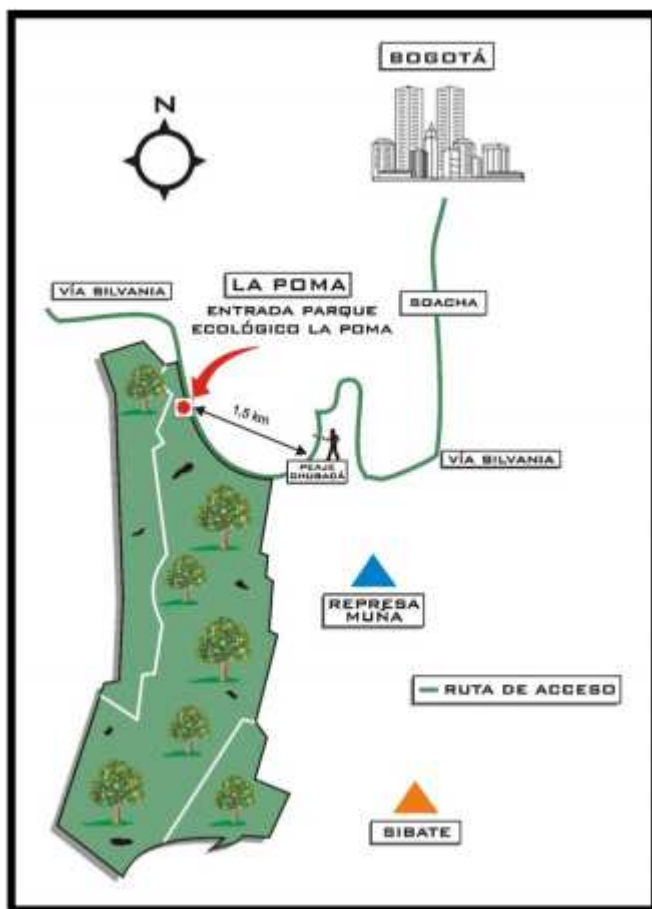 BOGOTÁ
N
VÍA SILVANIA
LA POMA
ENTRADA PARQUE
ECOLÓGICO LA POMA
SOACHA
1,5 km
PEAJE
CHUSACÁ
VÍA SILVANIA
REPRESA
MUÑA
RUTA DE ACCESO
SIBATE